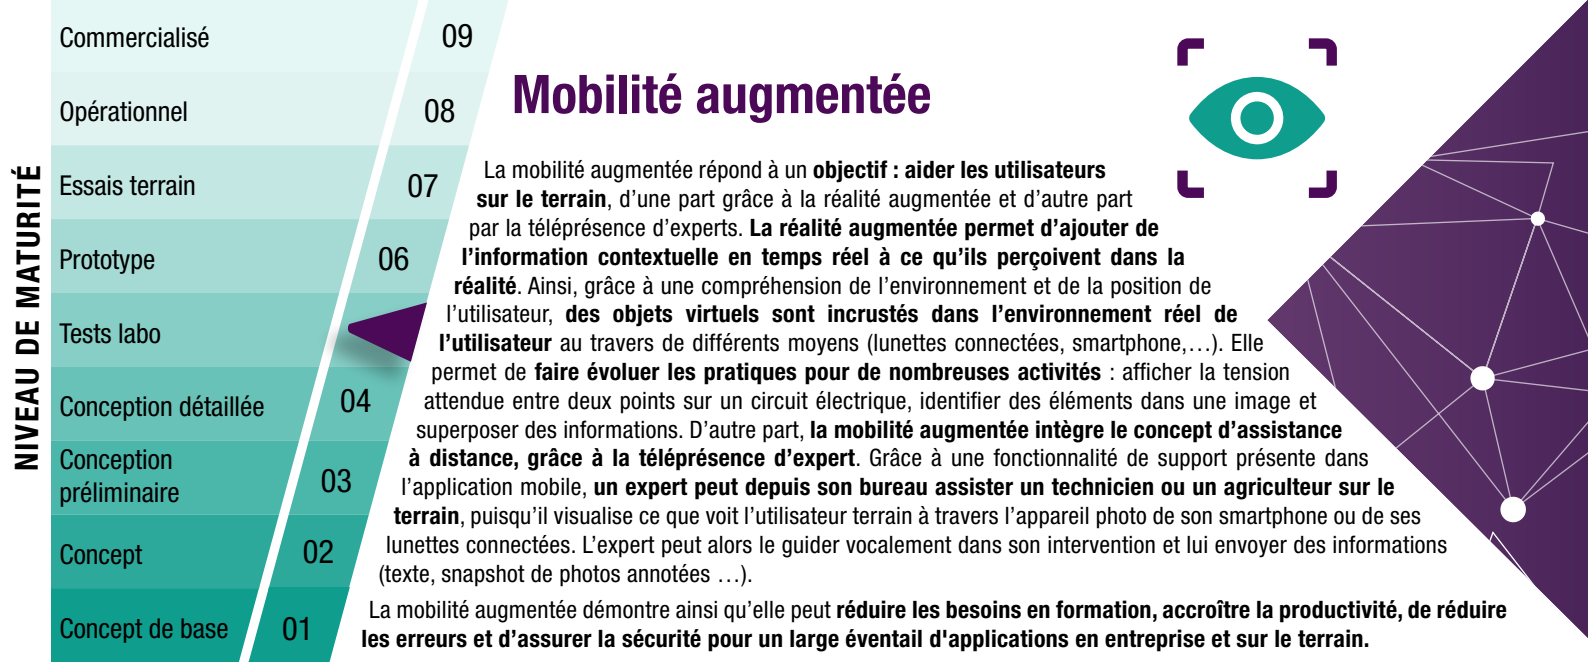 NIVEAU DE MATURITÉ
Commercialisé 09
Opérationnel 08
Essais terrain 07
Prototype 06
Tests labo
Conception détaillée 04
Conception
préliminaire 03
Concept 02
Concept de base 01
Mobilité augmentée
La mobilité augmentée répond à un objectif : aider les utilisateurs
sur le terrain, d’une part grâce à la réalité augmentée et d’autre part
par la téléprésence d’experts. La réalité augmentée permet d’ajouter de
l’information contextuelle en temps réel à ce qu’ils perçoivent dans la
réalité. Ainsi, grâce à une compréhension de l’environnement et de la position de
l’utilisateur, des objets virtuels sont incrustés dans l’environnement réel de
l’utilisateur au travers de différents moyens (lunettes connectées, smartphone,…). Elle
permet de faire évoluer les pratiques pour de nombreuses activités : afficher la tension
attendue entre deux points sur un circuit électrique, identifier des éléments dans une image et
superposer des informations. D’autre part, la mobilité augmentée intègre le concept d’assistance
à distance, grâce à la téléprésence d’expert. Grâce à une fonctionnalité de support présente dans
l’application mobile, un expert peut depuis son bureau assister un technicien ou un agriculteur sur le
terrain, puisqu’il visualise ce que voit l’utilisateur terrain à travers l’appareil photo de son smartphone ou de ses
lunettes connectées. L’expert peut alors le guider vocalement dans son intervention et lui envoyer des informations
(texte, snapshot de photos annotées …).
La mobilité augmentée démontre ainsi qu’elle peut réduire les besoins en formation, accroître la productivité, de réduire
les erreurs et d’assurer la sécurité pour un large éventail d'applications en entreprise et sur le terrain.